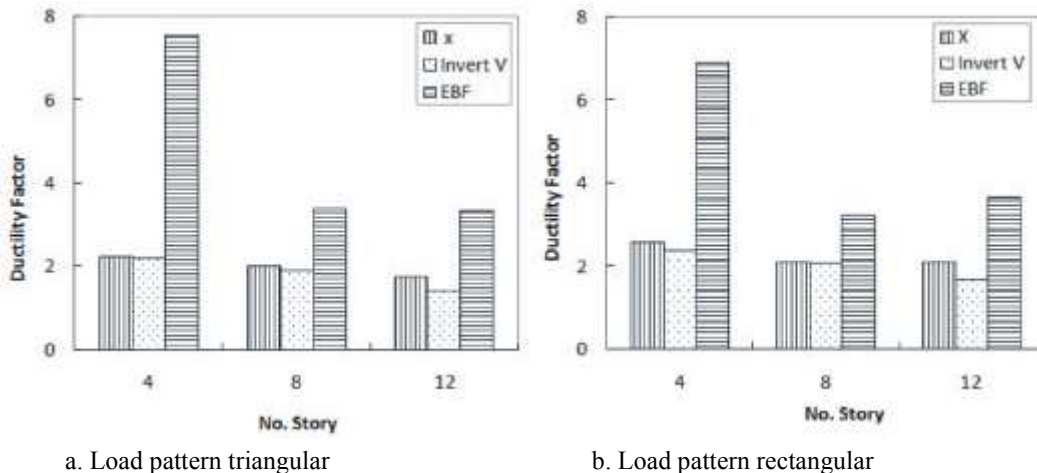 8
6
4
2
0
Ductility Factor
x
Invert V
EBF
4
8
12
No. Story
a. Load pattern triangular
8
6
4
2
0
Ductility Factor
X
Invert V
EBF
4
8
12
No. Story
b. Load pattern rectangular